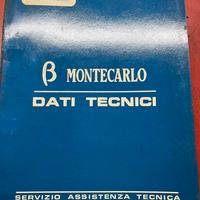 β MONTECARLO
DATI TECNICI
SERVIZIO ASSISTENZA TECNICA